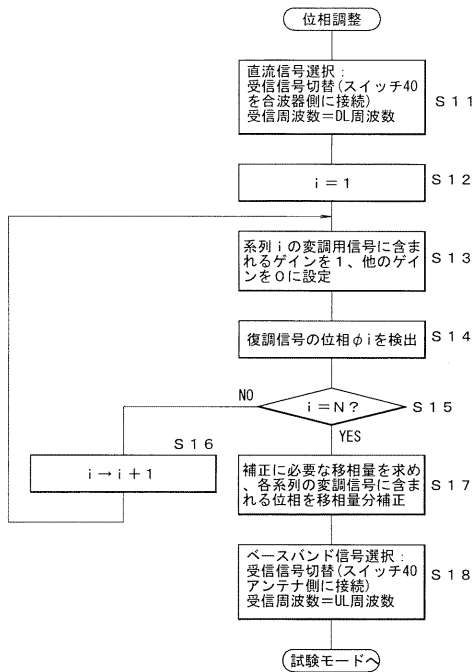 位相調整
直流信号選択：
受信信号切替(スイッチ40
を合波器側に接続)
受信周波数＝DL周波数
S11
i＝1
S12
系列iの変調用信号に含ま
れるゲインを1、他のゲイ
ンを0に設定
S13
復調信号の位相φiを検出
S14
NO
i＝N？
S15
YES
S16
i→i＋1
補正に必要な移相量を求め
、各系列の変調信号に含ま
れる位相を移相量分補正
S17
ベースバンド信号選択：
受信信号切替(スイッチ40
アンテナ側に接続)
受信周波数＝UL周波数
S18
試験モードへ